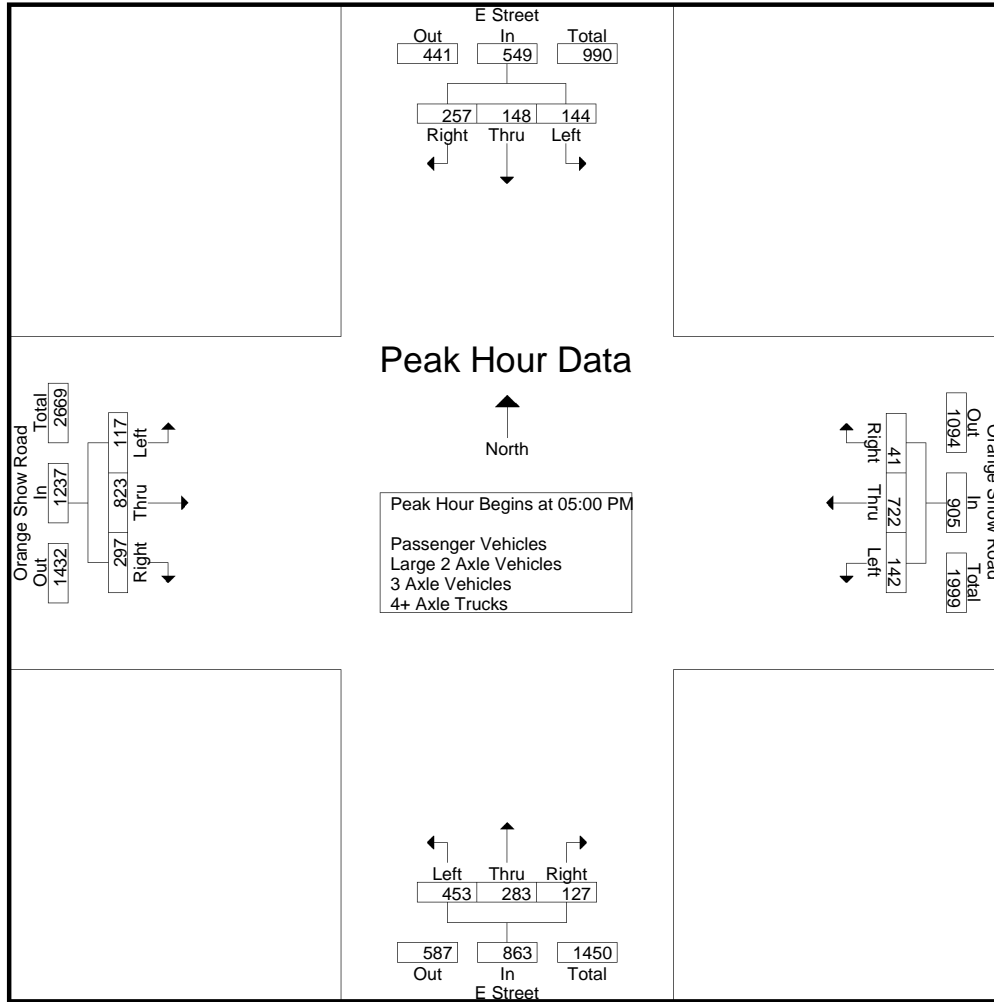 E Street
Out In Total
441 549 990
257 148 144
Right Thru Left
Peak Hour Data
North
Peak Hour Begins at 05:00 PM
Passenger Vehicles
Large 2 Axle Vehicles
3 Axle Vehicles
4+ Axle Trucks
Orange Show Road
Out In Total
1432 1237 2669
117 823 297
Left Thru Right
Orange Show Road
Out In Total
1094 905 1999
41 722 142
Right Thru Left
Left Thru Right
453 283 127
587 863 1450
Out In Total
E Street